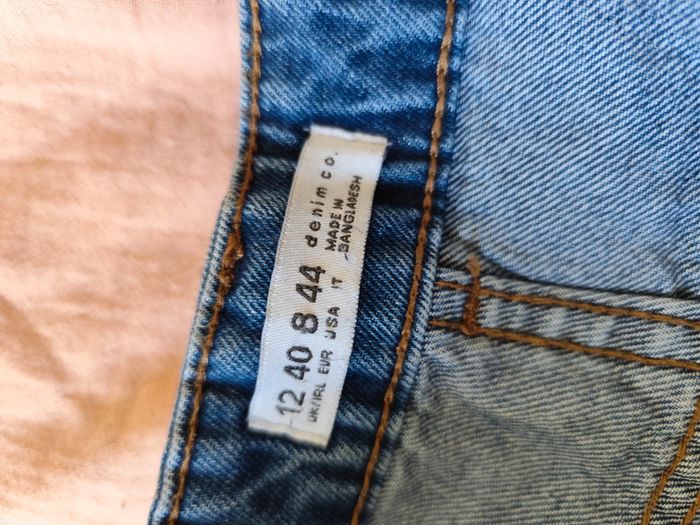 12 40 8 44 denim co.
UK/IRL EUR USA IT MADE IN
BANGLADESH